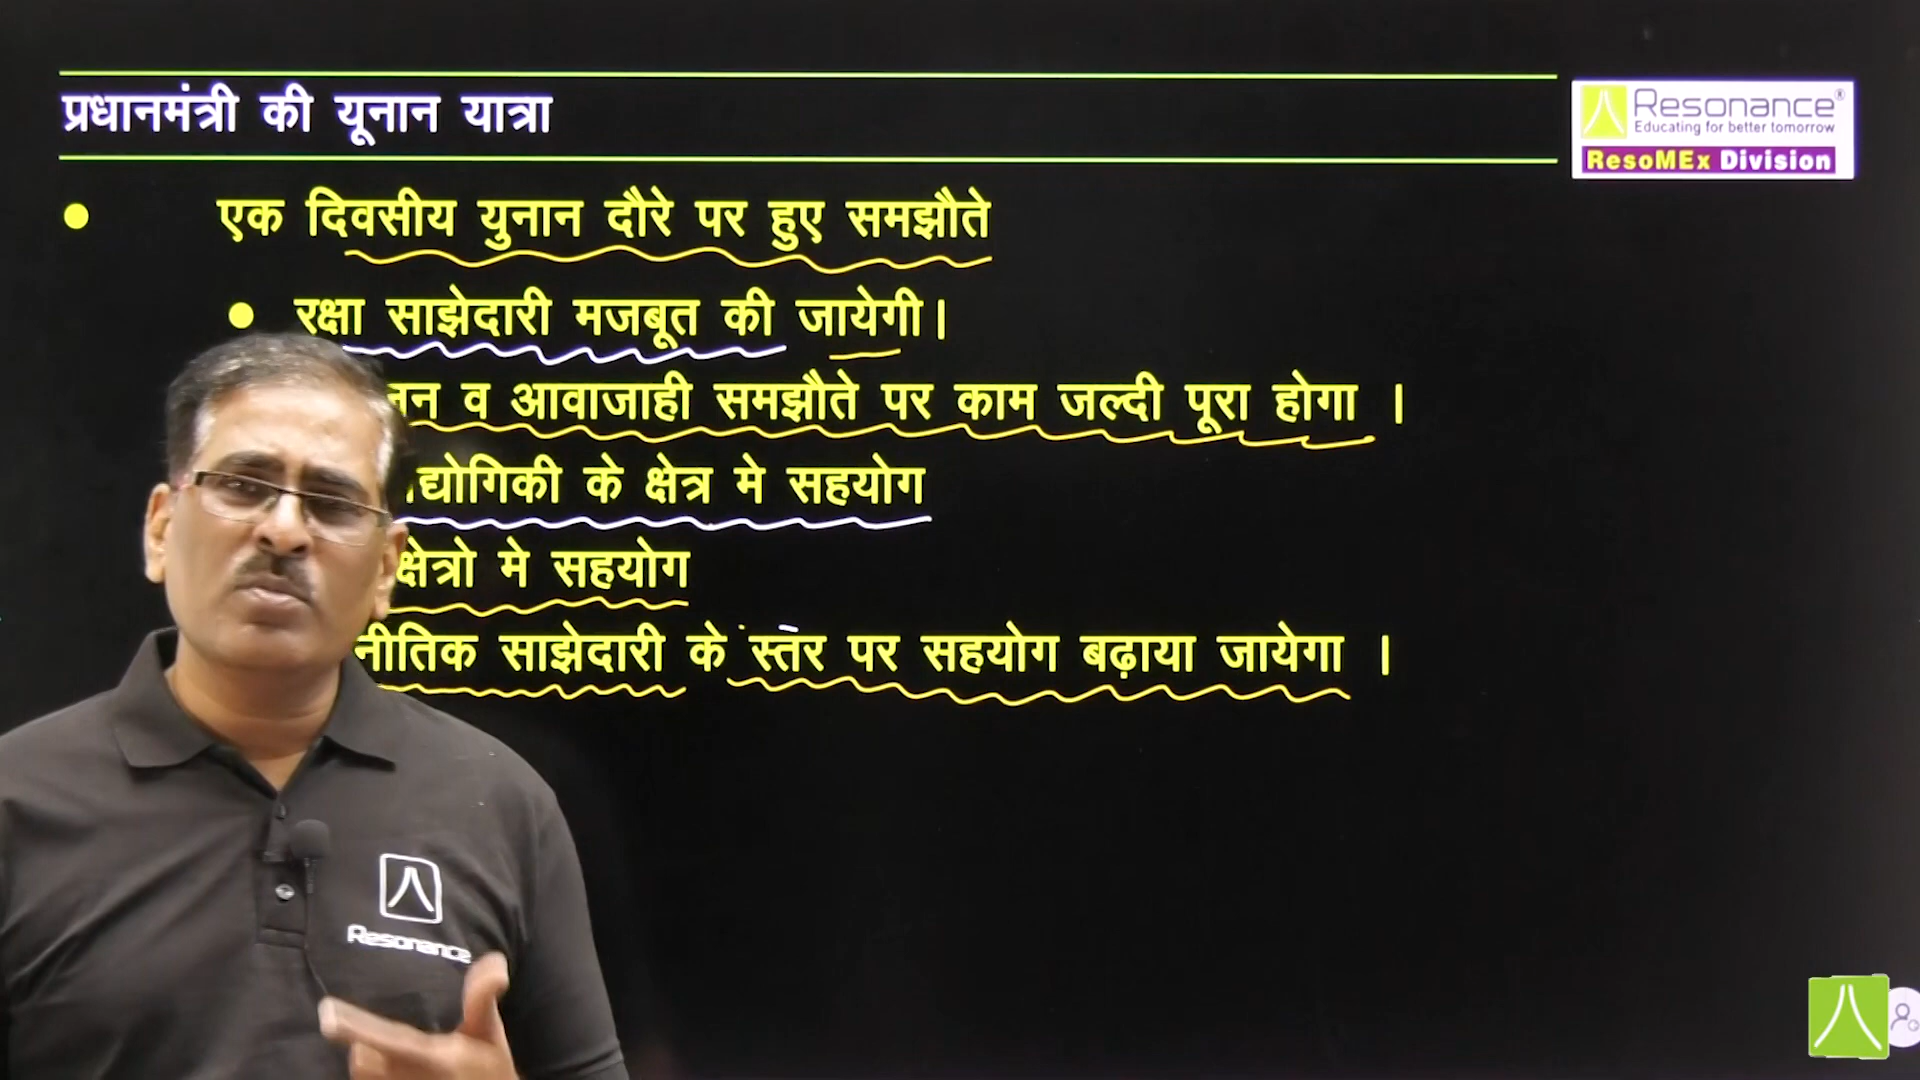 प्रधानमंत्री की यूनान यात्रा
Resonance®
Educating for better tomorrow
ResoMEx Division
एक दिवसीय युनान दौरे पर हुए समझौते
रक्षा साझेदारी मजबूत की जायेगी।
व आवाजाही समझौते पर काम जल्दी पूरा होगा ।
के क्षेत्र मे सहयोग
क्षेत्रो मे सहयोग
साझेदारी के स्तर पर सहयोग बढ़ाया जायेगा ।
Resonance